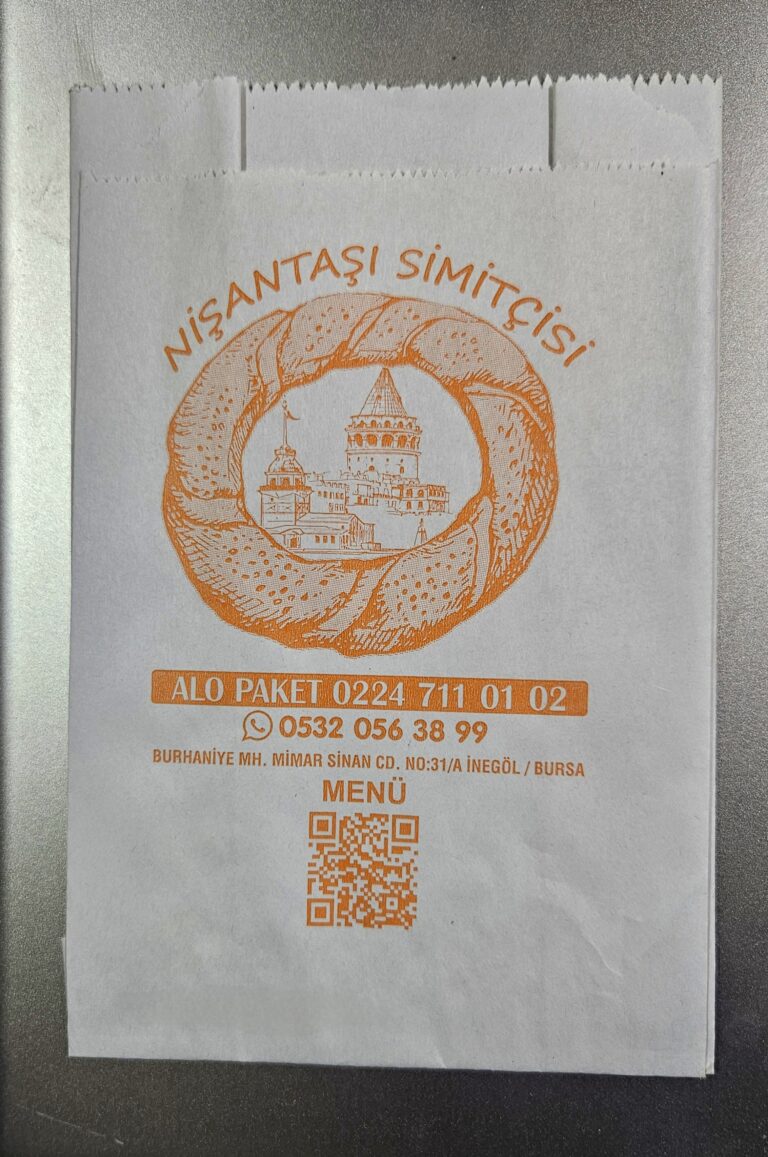 NİŞANTAŞI SİMİTÇİSİ
ALO PAKET 0224 711 01 02
0532 056 38 99
BURHANİYE MH. MİMAR SİNAN CD. NO:31/A İNEGÖL / BURSA
MENÜ